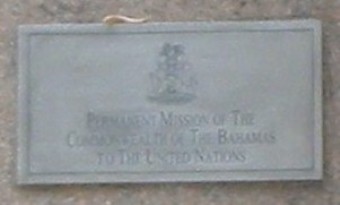 Permanent Mission of The
Commonwealth of The Bahamas
to The United Nations